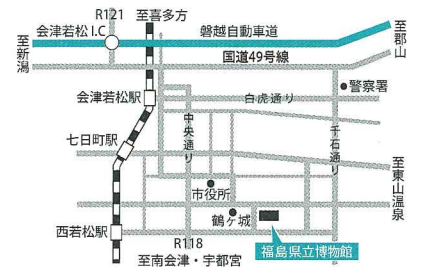 R121
至喜多方
会津若松I.C
磐越自動車道
至郡山
至新潟
国道49号線
警察署
会津若松駅
白虎通り
中央通り
千石通り
七日町駅
至東山温泉
市役所
鶴ヶ城
西若松駅
R118
福島県立博物館
至南会津・宇都宮